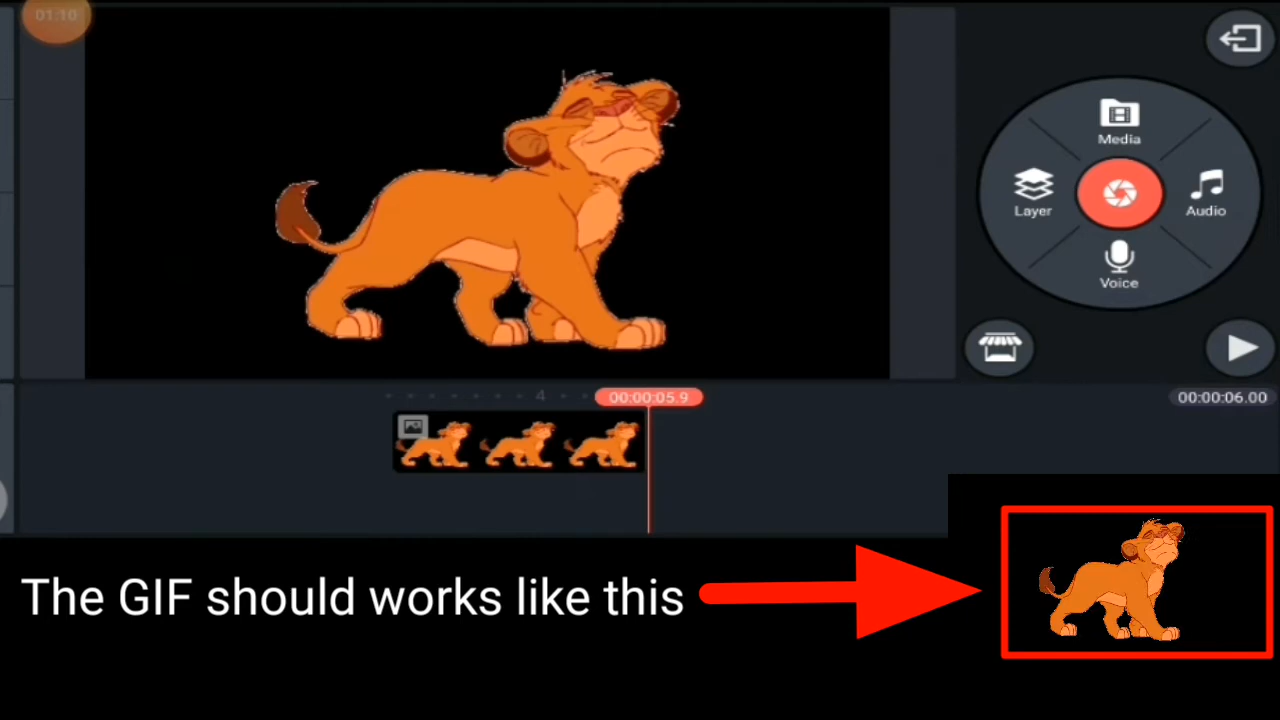 01:10
Media
Layer
Audio
Voice
4
00:00:05.9
00:00:06.00
The GIF should works like this